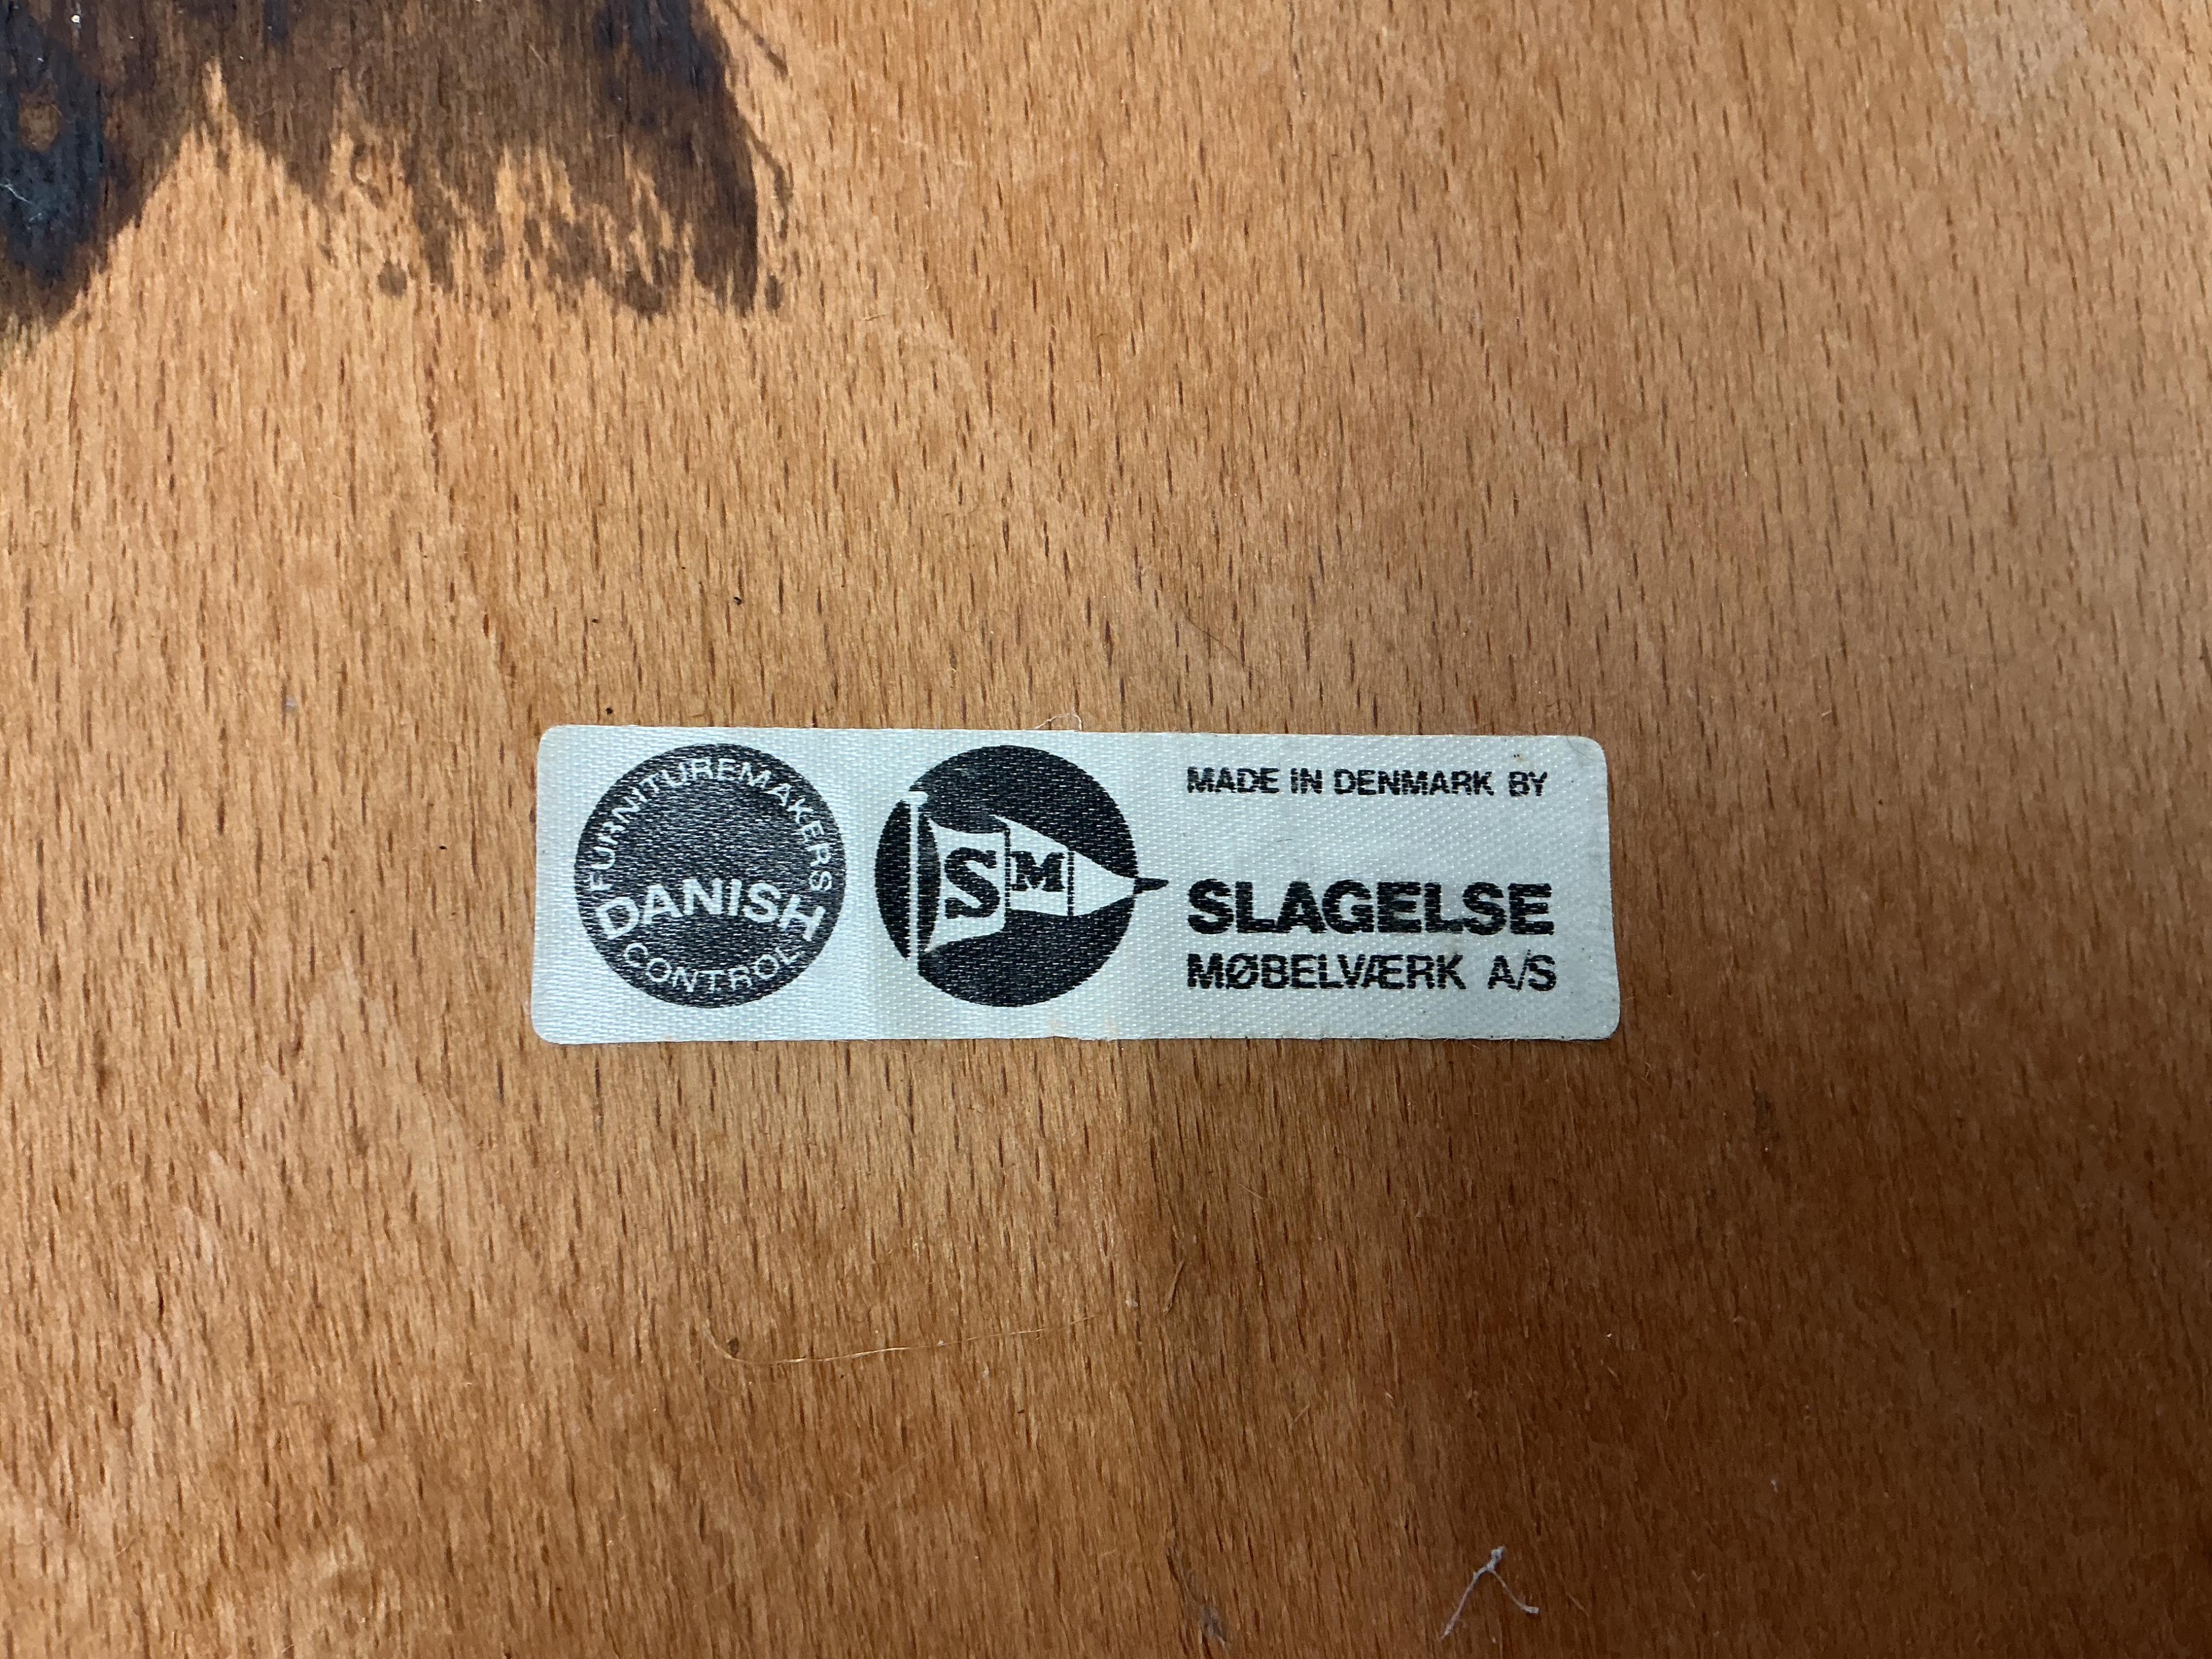 FURNITUREMAKERS
DANISH
CONTROL
SM
MADE IN DENMARK BY
SLAGELSE
MØBELVÆRK A/S